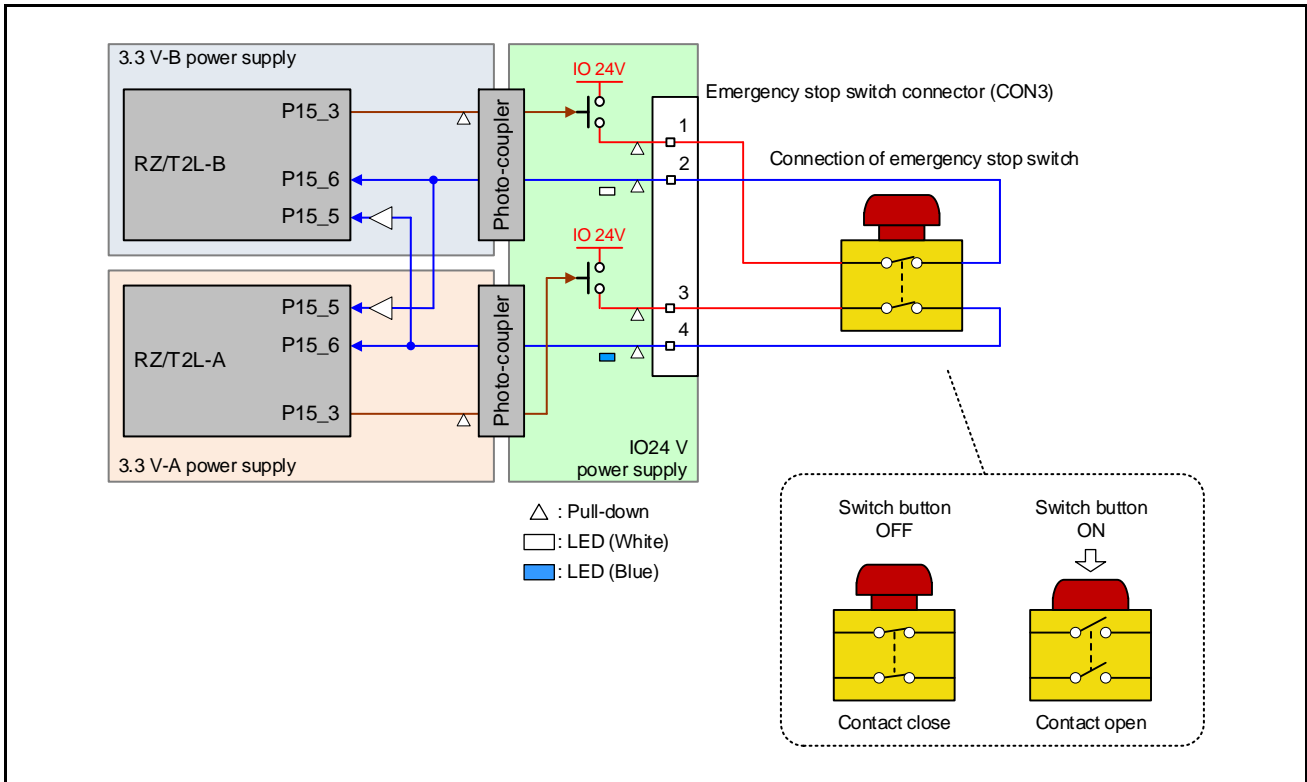 3.3 V-B power supply
RZ/T2L-B
P15_3
P15_6
P15_5
Photo-coupler
IO 24V
Emergency stop switch connector (CON3)
1
2
Connection of emergency stop switch
IO 24V
3
4
RZ/T2L-A
P15_5
P15_6
P15_3
Photo-coupler
3.3 V-A power supply
IO24 V
power supply
: Pull-down
: LED (White)
: LED (Blue)
Switch button
OFF
Switch button
ON
Contact close
Contact open